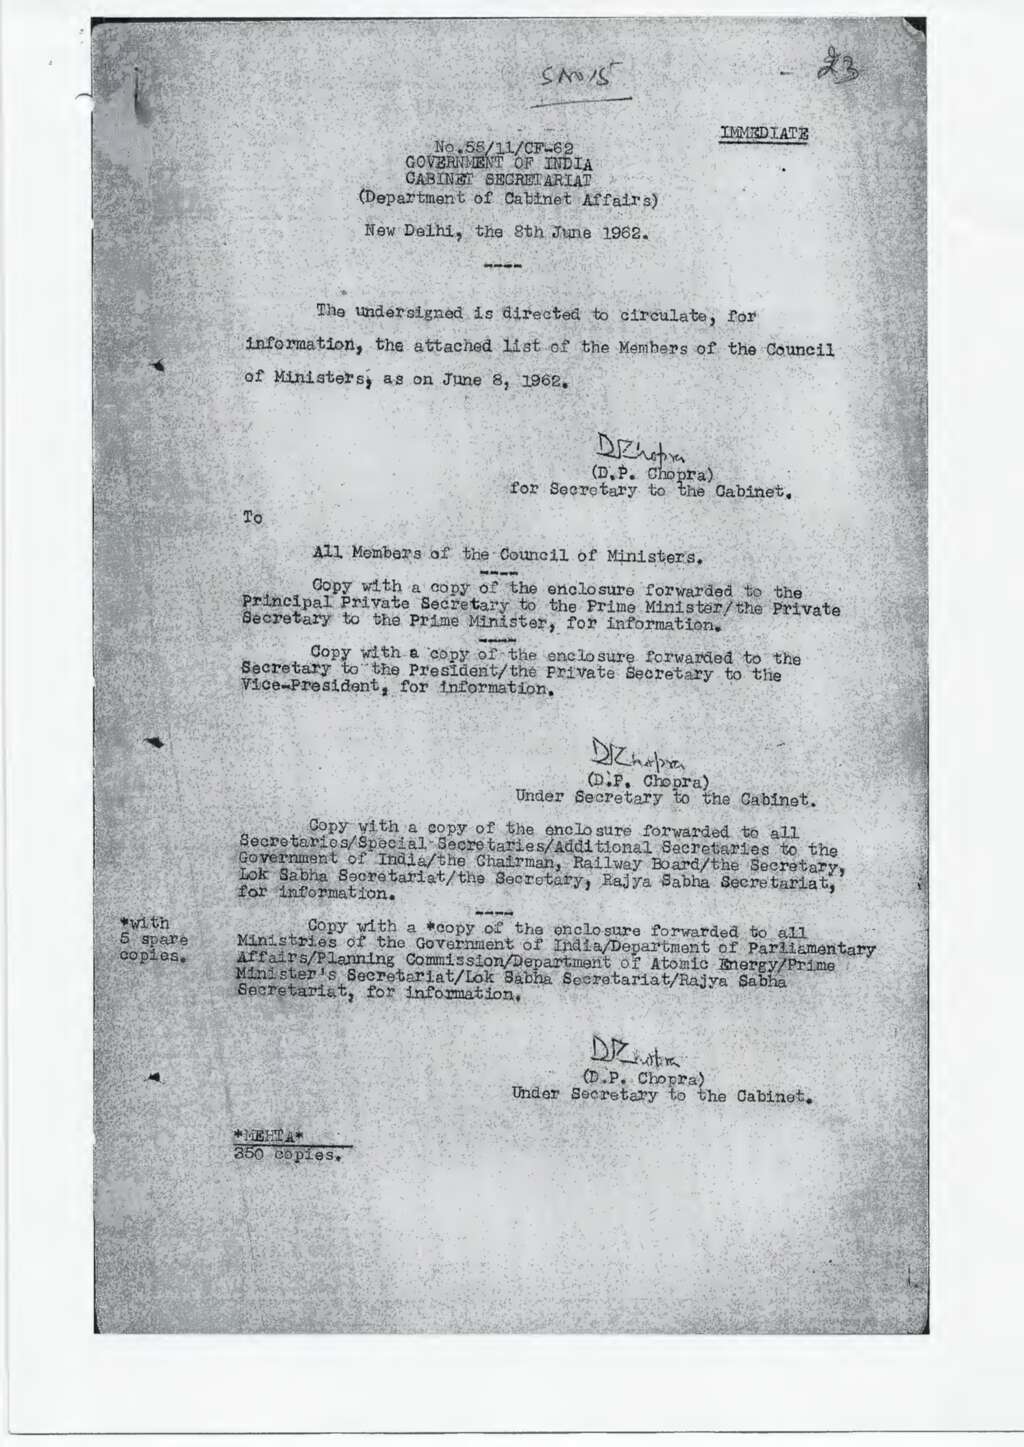 S No 15
23
IMMEDIATE
No.55/11/CF-62
GOVERNMENT OF INDIA
CABINET SECRETARIAT
(Department of Cabinet Affairs)
New Delhi, the 8th June 1962.
The undersigned is directed to circulate, for
information, the attached list of the Members of the Council
of Ministers, as on June 8, 1962.
DPChopra
(D.P. Chopra)
for Secretary to the Cabinet.
To
All Members of the Council of Ministers.
Copy with a copy of the enclosure forwarded to the
Principal Private Secretary to the Prime Minister/the Private
Secretary to the Prime Minister, for information.
Copy with a copy of the enclosure forwarded to the
Secretary to the President/the Private Secretary to the
Vice-President, for information.
DPChopra
(D.P. Chopra)
Under Secretary to the Cabinet.
Copy with a copy of the enclosure forwarded to all
Secretaries/Special Secretaries/Additional Secretaries to the
Government of India/the Chairman, Railway Board/the Secretary,
Lok Sabha Secretariat/the Secretary, Rajya Sabha Secretariat,
for information.
*with
5 spare
copies.
Copy with a *copy of the enclosure forwarded to all
Ministries of the Government of India/Department of Parliamentary
Affairs/Planning Commission/Department of Atomic Energy/Prime
Minister's Secretariat/Lok Sabha Secretariat/Rajya Sabha
Secretariat, for information.
DPChopra
(D.P. Chopra)
Under Secretary to the Cabinet.
*MEHTA*
350 copies.